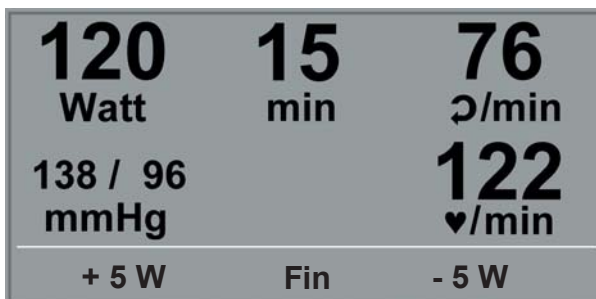 120 15 76
Watt min ↻/min
138 / 96 122
mmHg ♥/min
+ 5 W Fin - 5 W